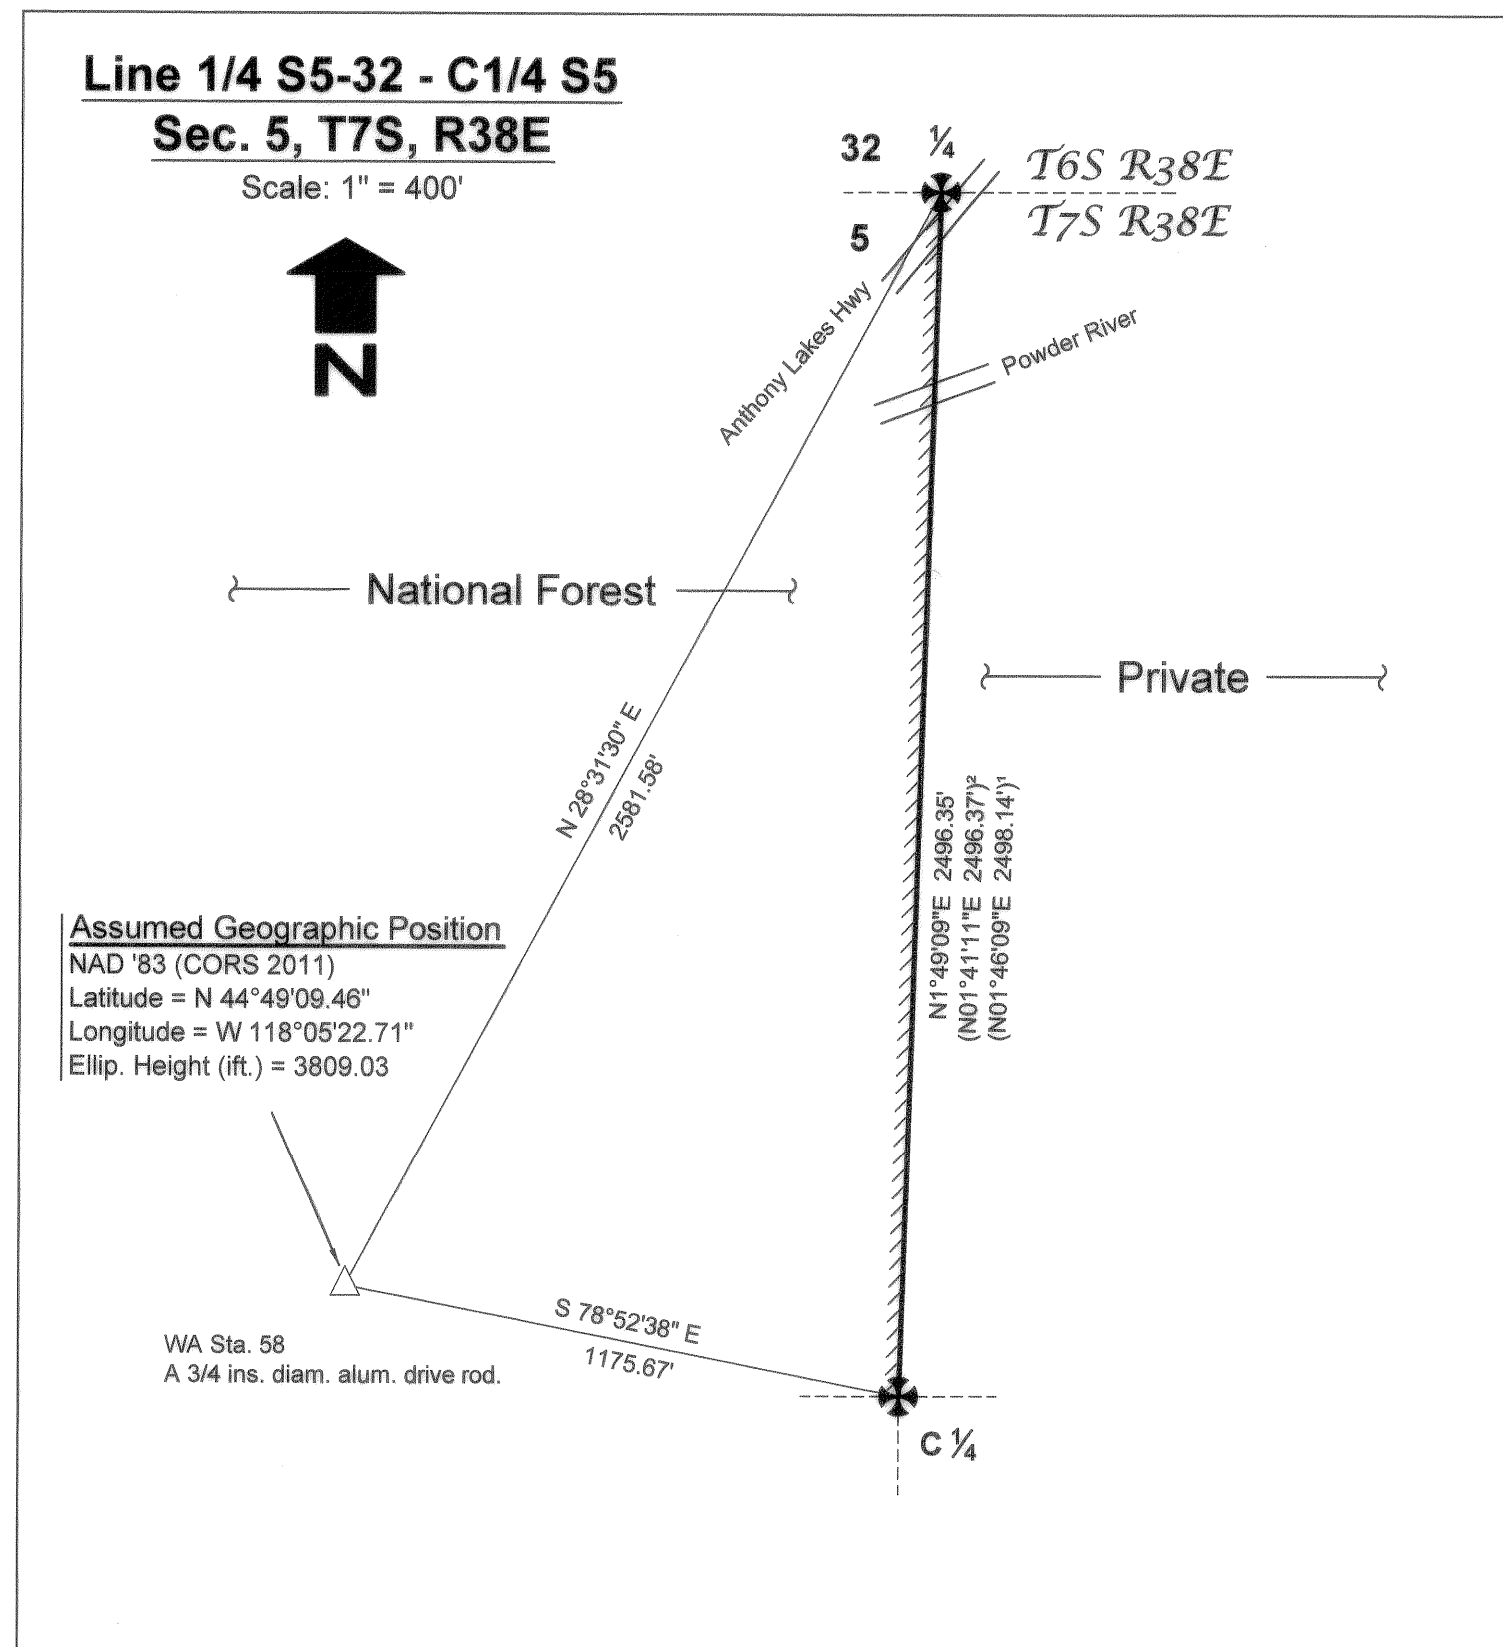 Line 1/4 S5-32 - C1/4 S5
Sec. 5, T7S, R38E
Scale: 1" = 400'
N
32
¼
T6S R38E
5
T7S R38E
Anthony Lakes Hwy
Powder River
National Forest
Private
N 28°31'30" E
2581.58'
N1°49'09"E 2496.35'
(N01°41'11"E 2496.37')²
(N01°46'09"E 2498.14')¹
Assumed Geographic Position
NAD '83 (CORS 2011)
Latitude = N 44°49'09.46"
Longitude = W 118°05'22.71"
Ellip. Height (ift.) = 3809.03
S 78°52'38" E
1175.67'
WA Sta. 58
A 3/4 ins. diam. alum. drive rod.
C ¼